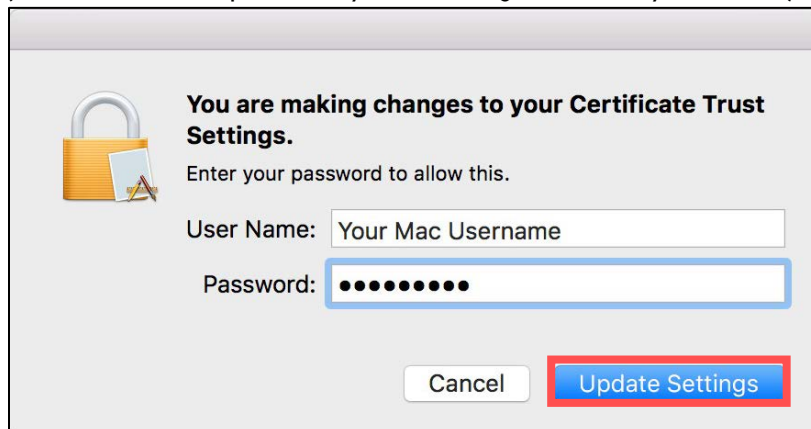 You are making changes to your Certificate Trust
Settings.
Enter your password to allow this.
User Name: Your Mac Username
Password: ●●●●●●●●●
Cancel Update Settings